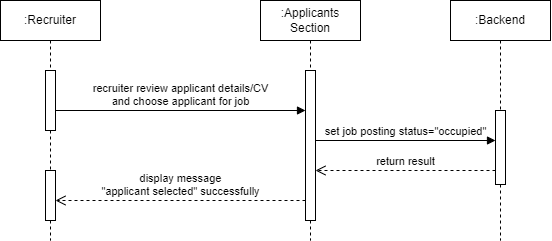 :Recruiter
:Applicants
Section
:Backend
recruiter review applicant details/CV
and choose applicant for job
set job posting status="occupied"
return result
display message
"applicant selected" successfully